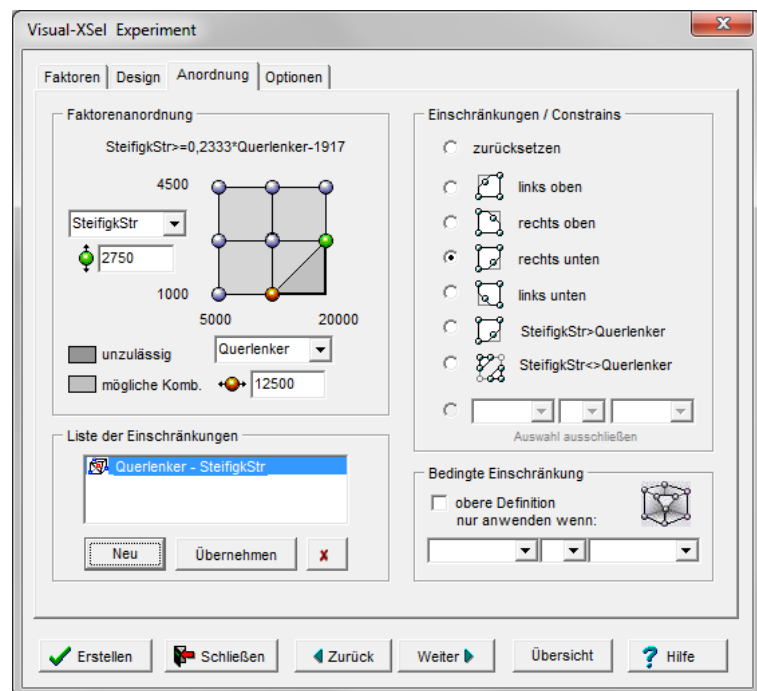 Visual-XSel Experiment
Faktoren Design Anordnung Optionen
Faktorenanordnung
SteifigkStr>=0,2333*Querlenker-1917
4500
SteifigkStr
2750
1000
5000 20000
unzulässig
Querlenker
mögliche Komb.
12500
Liste der Einschränkungen
Querlenker - SteifigkStr
Neu Übernehmen x
Einschränkungen / Constrains
zurücksetzen
links oben
rechts oben
rechts unten
links unten
SteifigkStr>Querlenker
SteifigkStr<>Querlenker
Auswahl ausschließen
Bedingte Einschränkung
obere Definition
nur anwenden wenn:
Erstellen Schließen Zurück Weiter Übersicht ? Hilfe